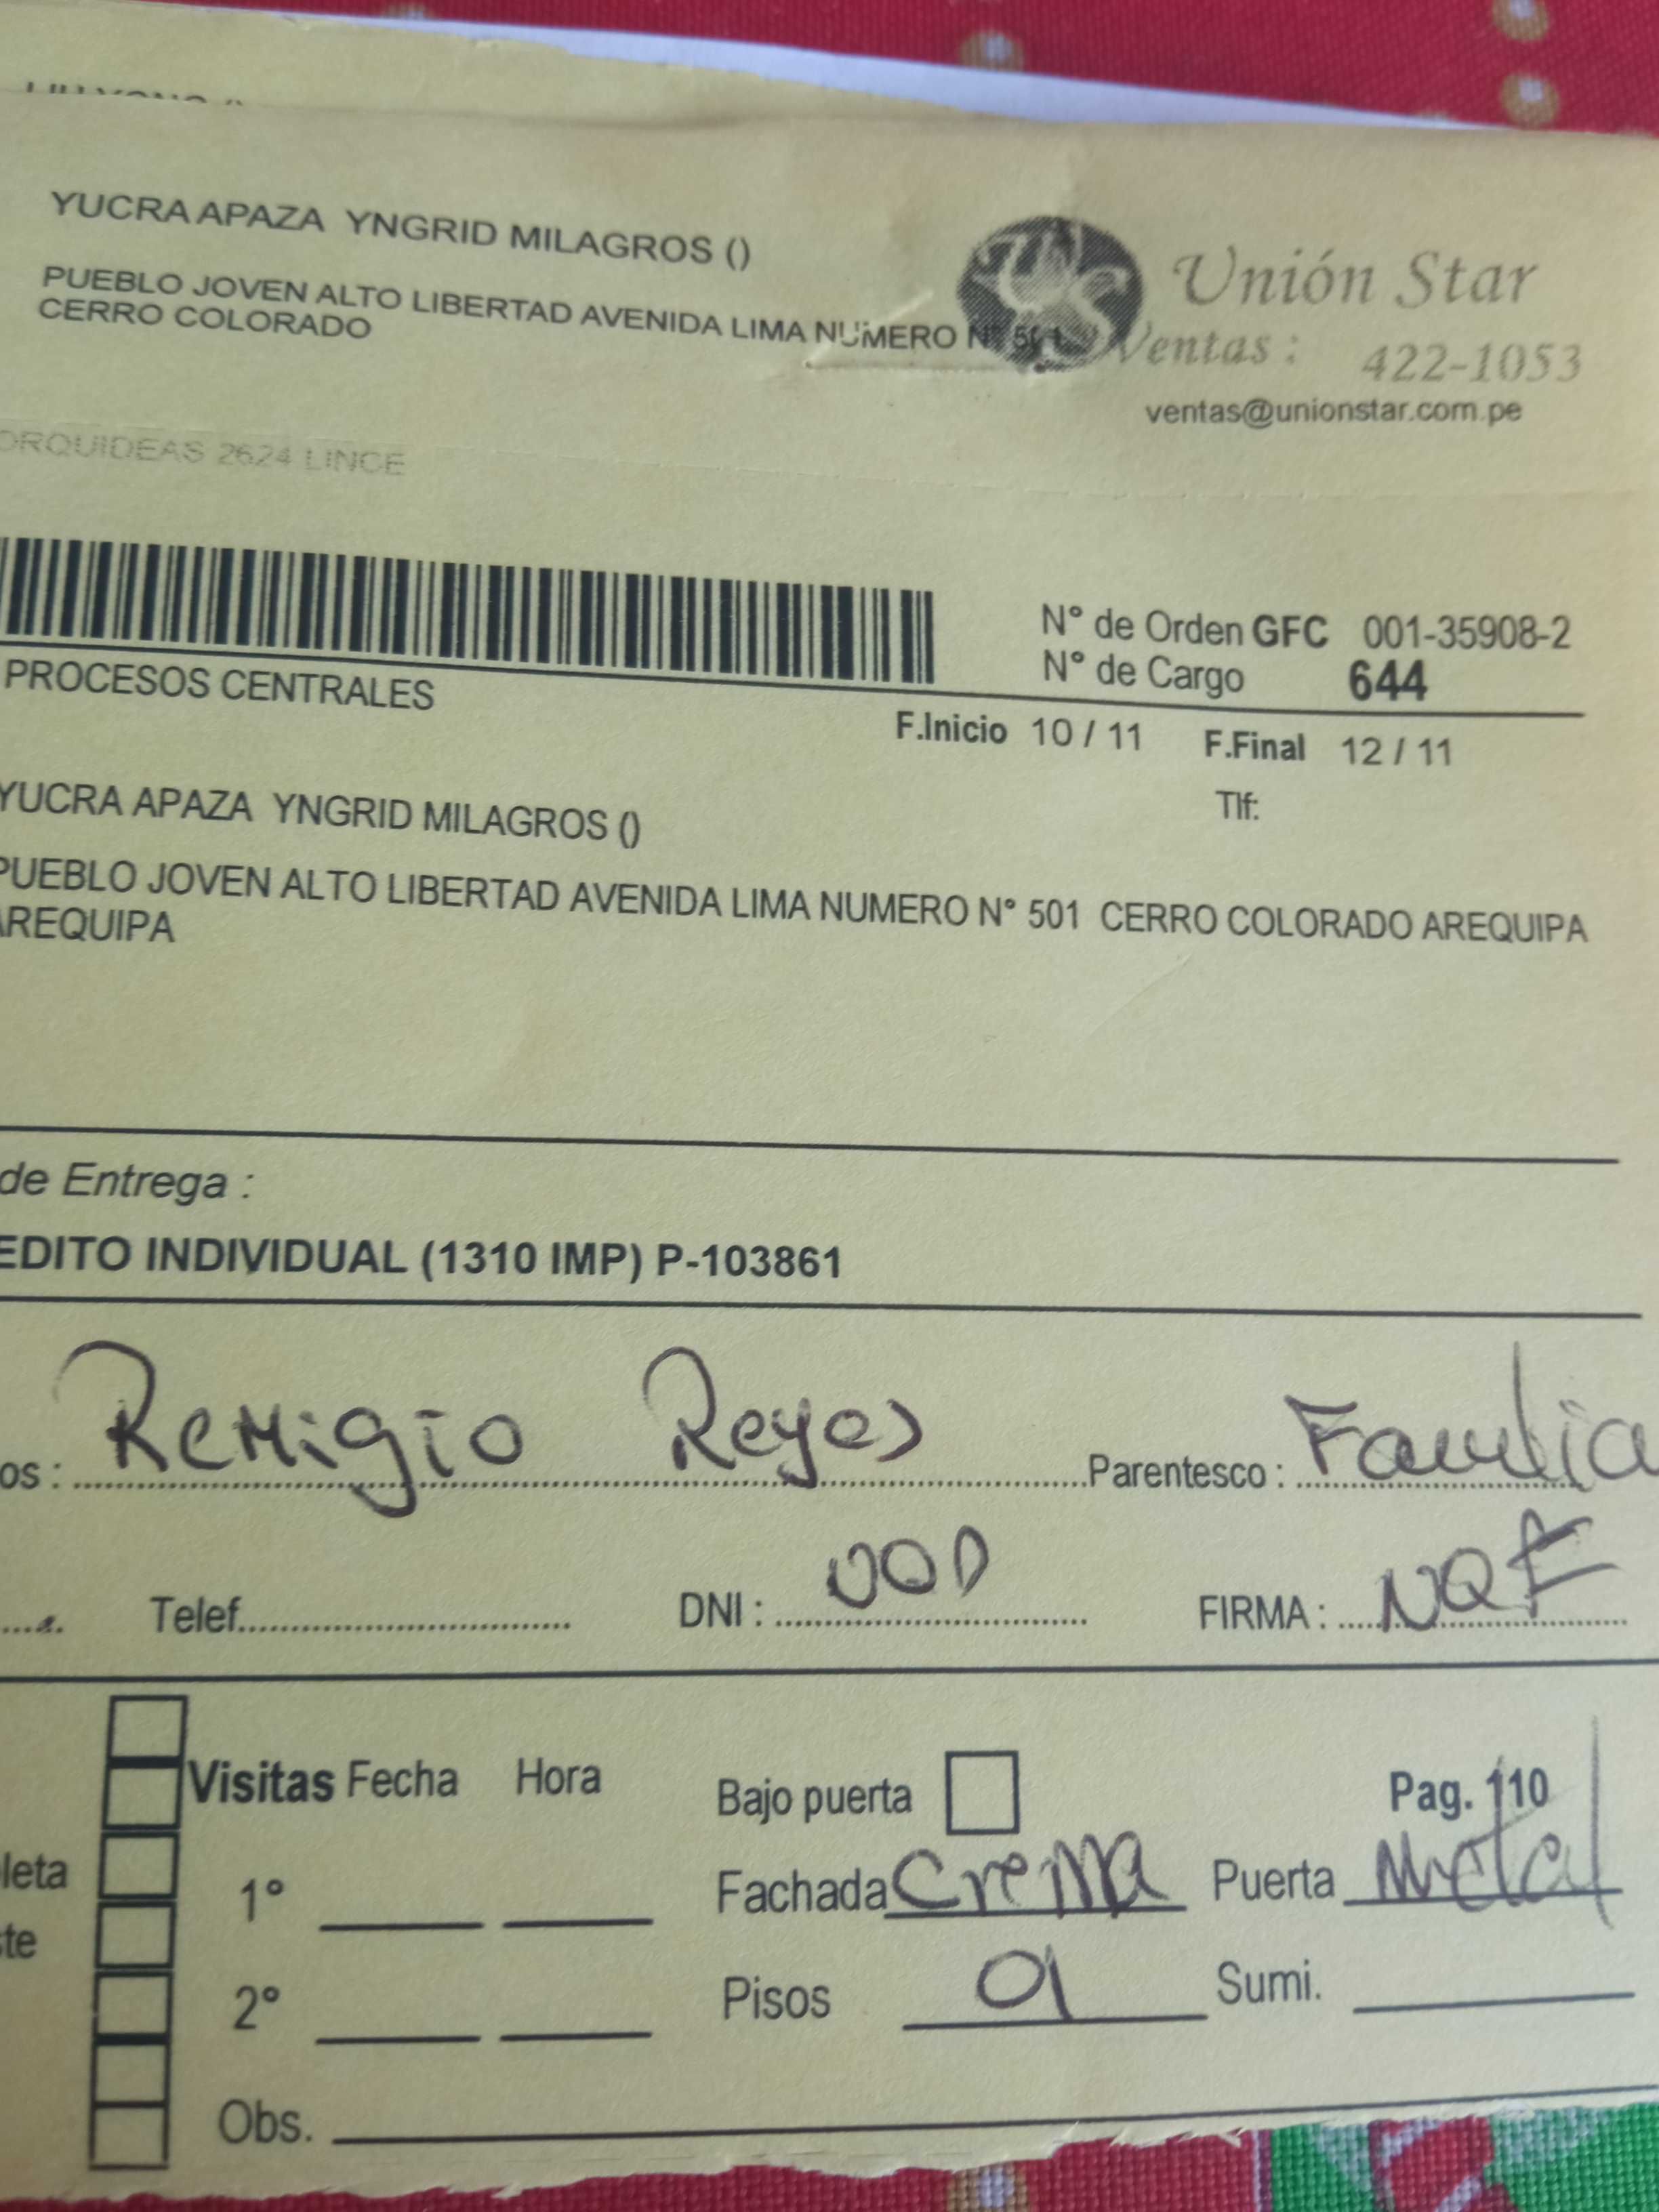 YUCRA APAZA YNGRID MILAGROS ()
PUEBLO JOVEN ALTO LIBERTAD AVENIDA LIMA NUMERO N° 501
CERRO COLORADO
Unión Star
Ventas : 422-1053
ventas@unionstar.com.pe
ORQUIDEAS 2624 LINCE
N° de Orden GFC 001-35908-2
N° de Cargo 644
PROCESOS CENTRALES
F.Inicio 10 / 11 F.Final 12 / 11
Tlf:
YUCRA APAZA YNGRID MILAGROS ()
PUEBLO JOVEN ALTO LIBERTAD AVENIDA LIMA NUMERO N° 501 CERRO COLORADO AREQUIPA
AREQUIPA
de Entrega :
EDITO INDIVIDUAL (1310 IMP) P-103861
os : Remigio Reyes Parentesco : Familia
Telef. DNI : FIRMA :
Visitas Fecha Hora Bajo puerta Pag. 110
leta 1° Fachada Crema Puerta Metal
te
2° Pisos 01 Sumi.
Obs.